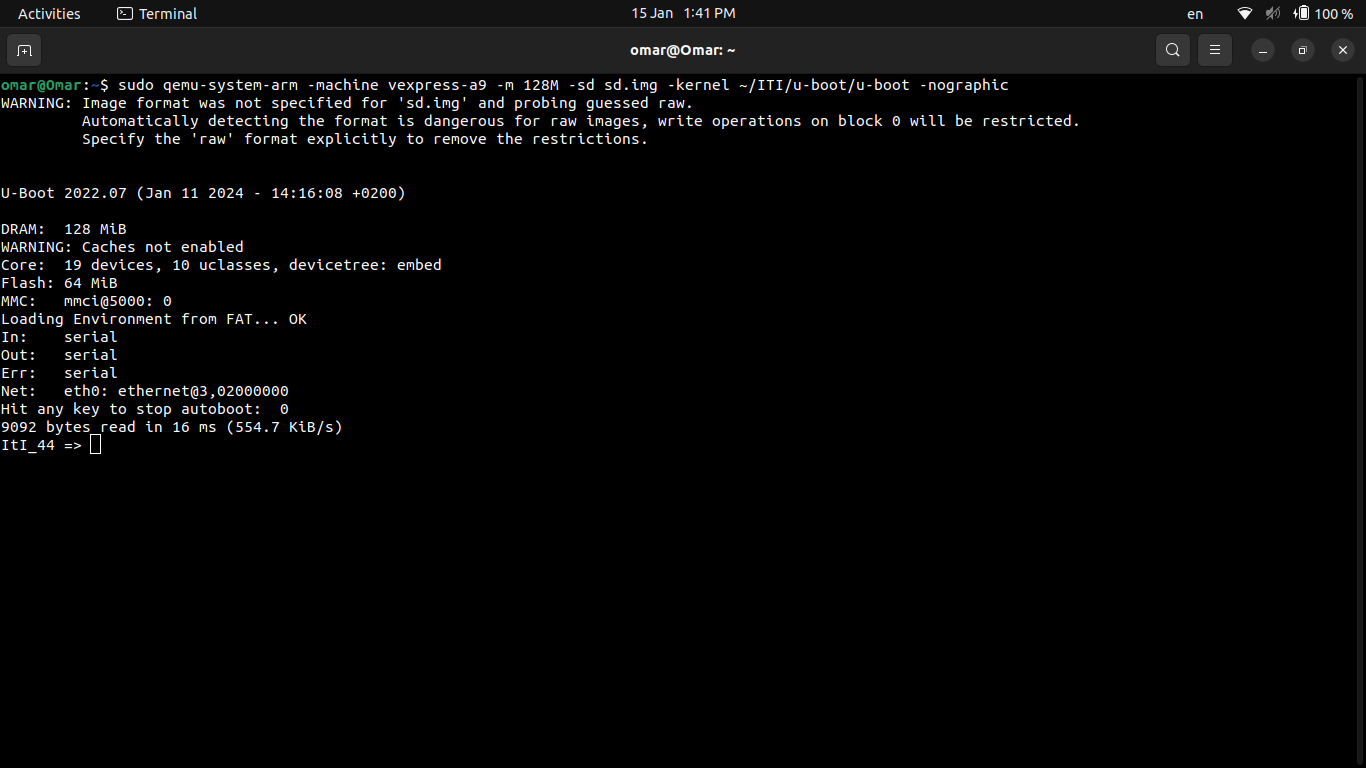 Activities Terminal 15 Jan 1:41 PM en 100 %
omar@Omar: ~
omar@Omar:~$ sudo qemu-system-arm -machine vexpress-a9 -m 128M -sd sd.img -kernel ~/ITI/u-boot/u-boot -nographic
WARNING: Image format was not specified for 'sd.img' and probing guessed raw.
         Automatically detecting the format is dangerous for raw images, write operations on block 0 will be restricted.
         Specify the 'raw' format explicitly to remove the restrictions.
U-Boot 2022.07 (Jan 11 2024 - 14:16:08 +0200)
DRAM:  128 MiB
WARNING: Caches not enabled
Core:  19 devices, 10 uclasses, devicetree: embed
Flash: 64 MiB
MMC:   mmci@5000: 0
Loading Environment from FAT... OK
In:    serial
Out:   serial
Err:   serial
Net:   eth0: ethernet@3,02000000
Hit any key to stop autoboot:  0
9092 bytes read in 16 ms (554.7 KiB/s)
ItI_44 =>